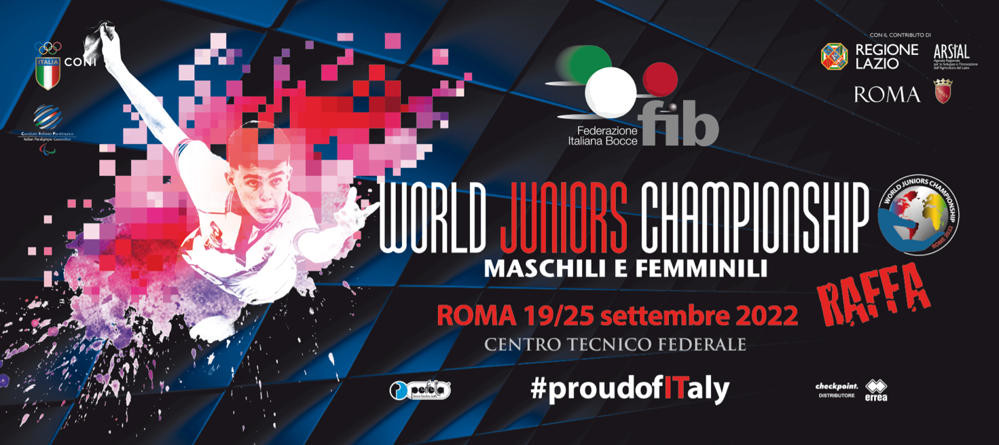 ITALIA
CONI
Comitato Italiano Paralimpico
Italian Paralympic Committee
Federazione
Italiana Bocce
fib
CON IL CONTRIBUTO DI
REGIONE
LAZIO
ARSIAL
Agenzia Regionale
per lo Sviluppo e l'Innovazione
dell'Agricoltura del Lazio
ROMA
WORLD JUNIORS CHAMPIONSHIP
MASCHILI E FEMMINILI
WORLD JUNIORS CHAMPIONSHIP
ROME 2022
RAFFA
ROMA 19/25 settembre 2022
CENTRO TECNICO FEDERALE
perfetta
#proudofITaly
checkpoint.
DISTRIBUTORE
errea